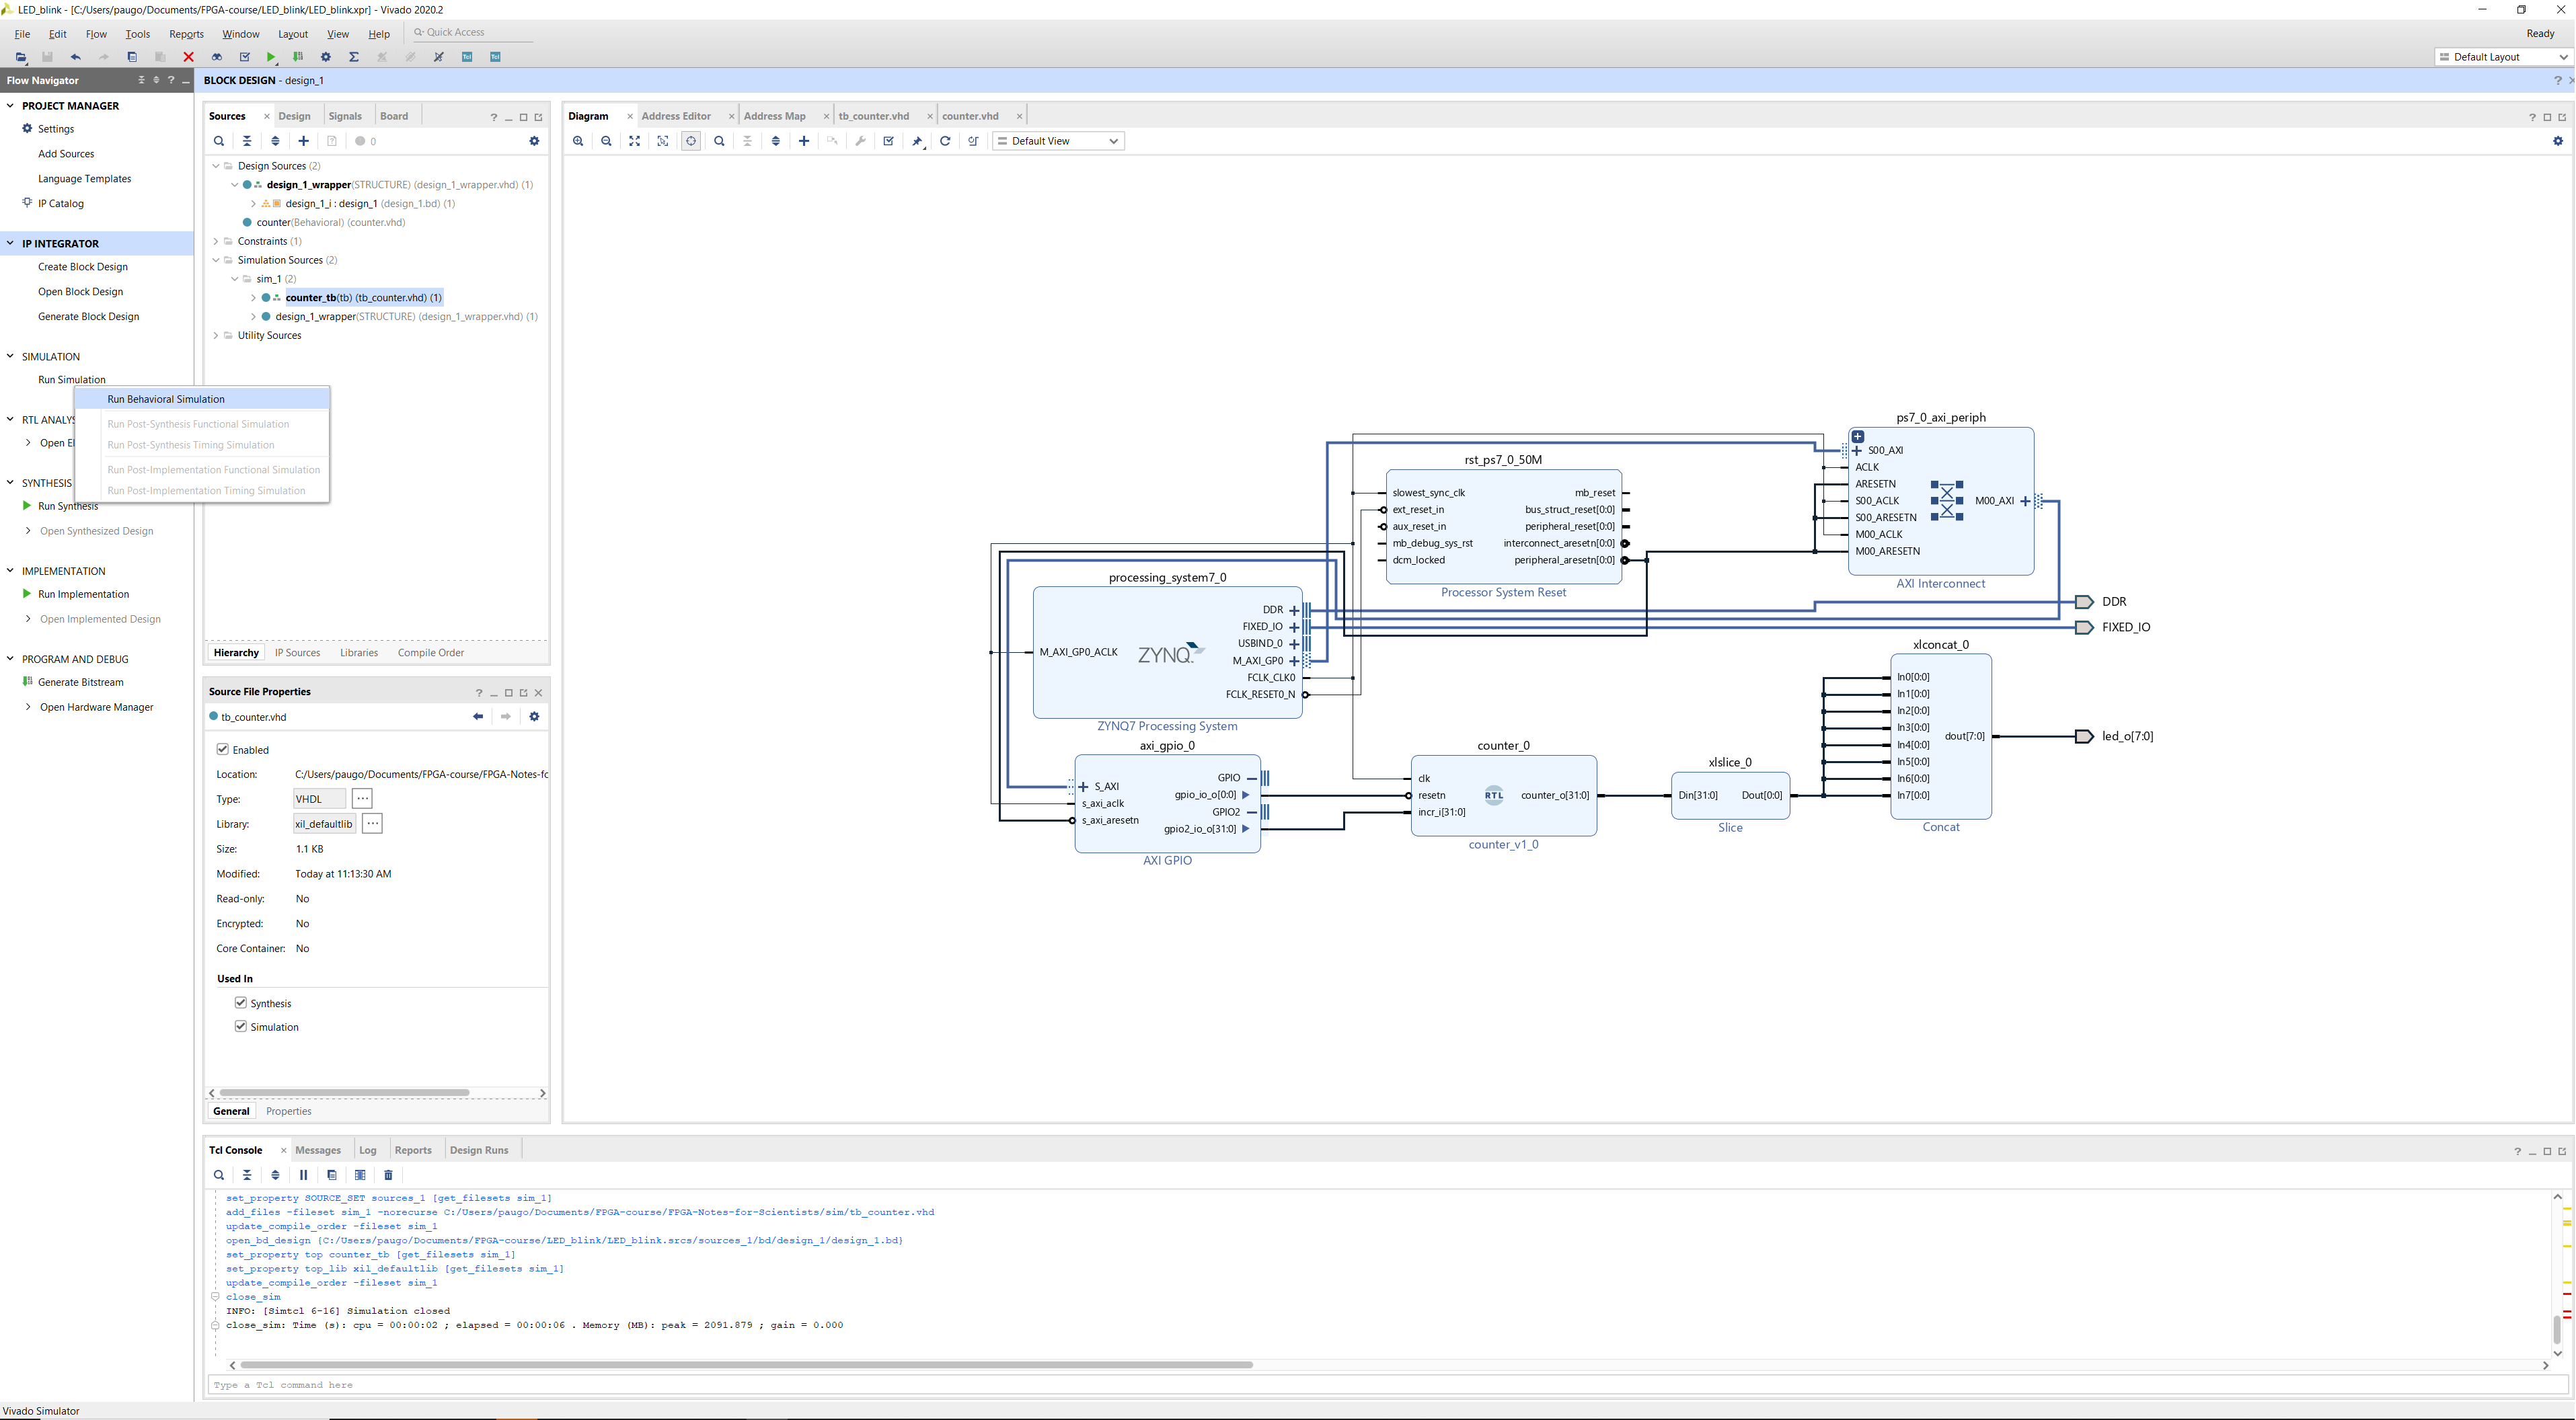 LED_blink - [C:/Users/paugo/Documents/FPGA-course/LED_blink/LED_blink.xpr] - Vivado 2020.2
File Edit Flow Tools Reports Window Layout View Help Quick Access
Ready
Default Layout
Flow Navigator
BLOCK DESIGN - design_1
PROJECT MANAGER
Settings
Add Sources
Language Templates
IP Catalog
IP INTEGRATOR
Create Block Design
Open Block Design
Generate Block Design
SIMULATION
Run Simulation
Run Behavioral Simulation
Run Post-Synthesis Functional Simulation
Run Post-Synthesis Timing Simulation
Run Post-Implementation Functional Simulation
Run Post-Implementation Timing Simulation
RTL ANALYS
Open El
SYNTHESIS
Run Synthesis
Open Synthesized Design
IMPLEMENTATION
Run Implementation
Open Implemented Design
PROGRAM AND DEBUG
Generate Bitstream
Open Hardware Manager
Sources Design Signals Board
0
Design Sources (2)
design_1_wrapper(STRUCTURE) (design_1_wrapper.vhd) (1)
design_1_i : design_1 (design_1.bd) (1)
counter(Behavioral) (counter.vhd)
Constraints (1)
Simulation Sources (2)
sim_1 (2)
counter_tb(tb) (tb_counter.vhd) (1)
design_1_wrapper(STRUCTURE) (design_1_wrapper.vhd) (1)
Utility Sources
Hierarchy IP Sources Libraries Compile Order
Source File Properties
tb_counter.vhd
Enabled
Location: C:/Users/paugo/Documents/FPGA-course/FPGA-Notes-fc
Type: VHDL
Library: xil_defaultlib
Size: 1.1 KB
Modified: Today at 11:13:30 AM
Read-only: No
Encrypted: No
Core Container: No
Used In
Synthesis
Simulation
General Properties
Diagram Address Editor Address Map tb_counter.vhd counter.vhd
Default View
ps7_0_axi_periph
S00_AXI
ACLK
ARESETN
S00_ACLK
S00_ARESETN
M00_ACLK
M00_ARESETN
M00_AXI
AXI Interconnect
rst_ps7_0_50M
slowest_sync_clk
ext_reset_in
aux_reset_in
mb_debug_sys_rst
dcm_locked
mb_reset
bus_struct_reset[0:0]
peripheral_reset[0:0]
interconnect_aresetn[0:0]
peripheral_aresetn[0:0]
Processor System Reset
processing_system7_0
M_AXI_GP0_ACLK
ZYNQ
DDR
FIXED_IO
USBIND_0
M_AXI_GP0
FCLK_CLK0
FCLK_RESET0_N
ZYNQ7 Processing System
DDR
FIXED_IO
axi_gpio_0
S_AXI
s_axi_aclk
s_axi_aresetn
GPIO
gpio_io_o[0:0]
GPIO2
gpio2_io_o[31:0]
AXI GPIO
counter_0
clk
resetn
incr_i[31:0]
RTL
counter_o[31:0]
counter_v1_0
xlslice_0
Din[31:0] Dout[0:0]
Slice
xlconcat_0
In0[0:0]
In1[0:0]
In2[0:0]
In3[0:0]
In4[0:0]
In5[0:0]
In6[0:0]
In7[0:0]
dout[7:0]
Concat
led_o[7:0]
Tcl Console Messages Log Reports Design Runs
set_property SOURCE_SET sources_1 [get_filesets sim_1]
add_files -fileset sim_1 -norecurse C:/Users/paugo/Documents/FPGA-course/FPGA-Notes-for-Scientists/sim/tb_counter.vhd
update_compile_order -fileset sim_1
open_bd_design {C:/Users/paugo/Documents/FPGA-course/LED_blink/LED_blink.srcs/sources_1/bd/design_1/design_1.bd}
set_property top counter_tb [get_filesets sim_1]
set_property top_lib xil_defaultlib [get_filesets sim_1]
update_compile_order -fileset sim_1
close_sim
INFO: [Simtcl 6-16] Simulation closed
close_sim: Time (s): cpu = 00:00:02 ; elapsed = 00:00:06 . Memory (MB): peak = 2091.879 ; gain = 0.000
Type a Tcl command here
Vivado Simulator